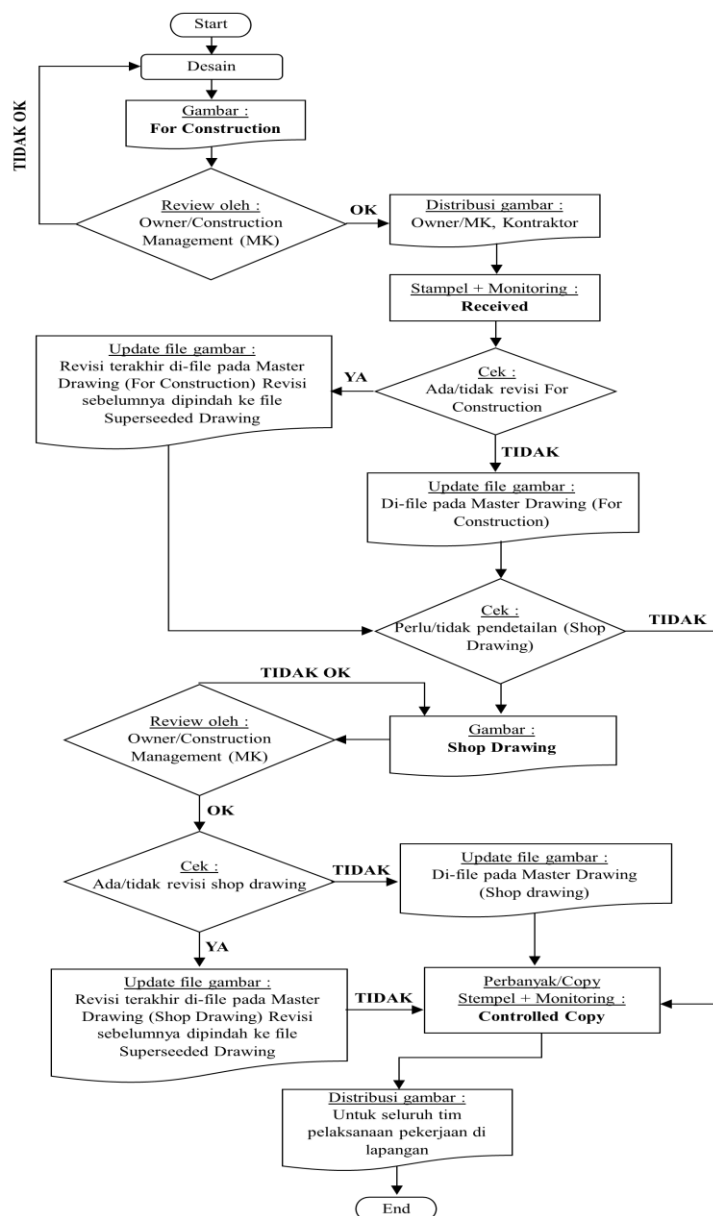 Start
Desain
TIDAK OK
Gambar :
For Construction
Review oleh :
Owner/Construction
Management (MK)
OK
Distribusi gambar :
Owner/MK, Kontraktor
Stampel + Monitoring :
Received
Update file gambar :
Revisi terakhir di-file pada Master
Drawing (For Construction) Revisi
sebelumnya dipindah ke file
Superseeded Drawing
YA
Cek :
Ada/tidak revisi For
Construction
TIDAK
Update file gambar :
Di-file pada Master Drawing (For
Construction)
Cek :
Perlu/tidak pendetailan (Shop
Drawing)
TIDAK
TIDAK OK
Review oleh :
Owner/Construction
Management (MK)
Gambar :
Shop Drawing
OK
Cek :
Ada/tidak revisi shop drawing
TIDAK
Update file gambar :
Di-file pada Master Drawing
(Shop drawing)
YA
Update file gambar :
Revisi terakhir di-file pada Master
Drawing (Shop Drawing) Revisi
sebelumnya dipindah ke file
Superseeded Drawing
TIDAK
Perbanyak/Copy
Stempel + Monitoring :
Controlled Copy
Distribusi gambar :
Untuk seluruh tim
pelaksanaan pekerjaan di
lapangan
End